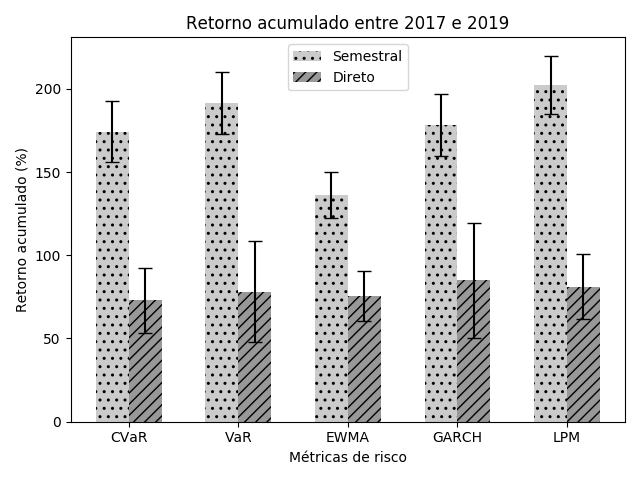 Retorno acumulado entre 2017 e 2019
Semestral
Direto
Retorno acumulado (%)
200
150
100
50
0
CVaR VaR EWMA GARCH LPM
Métricas de risco